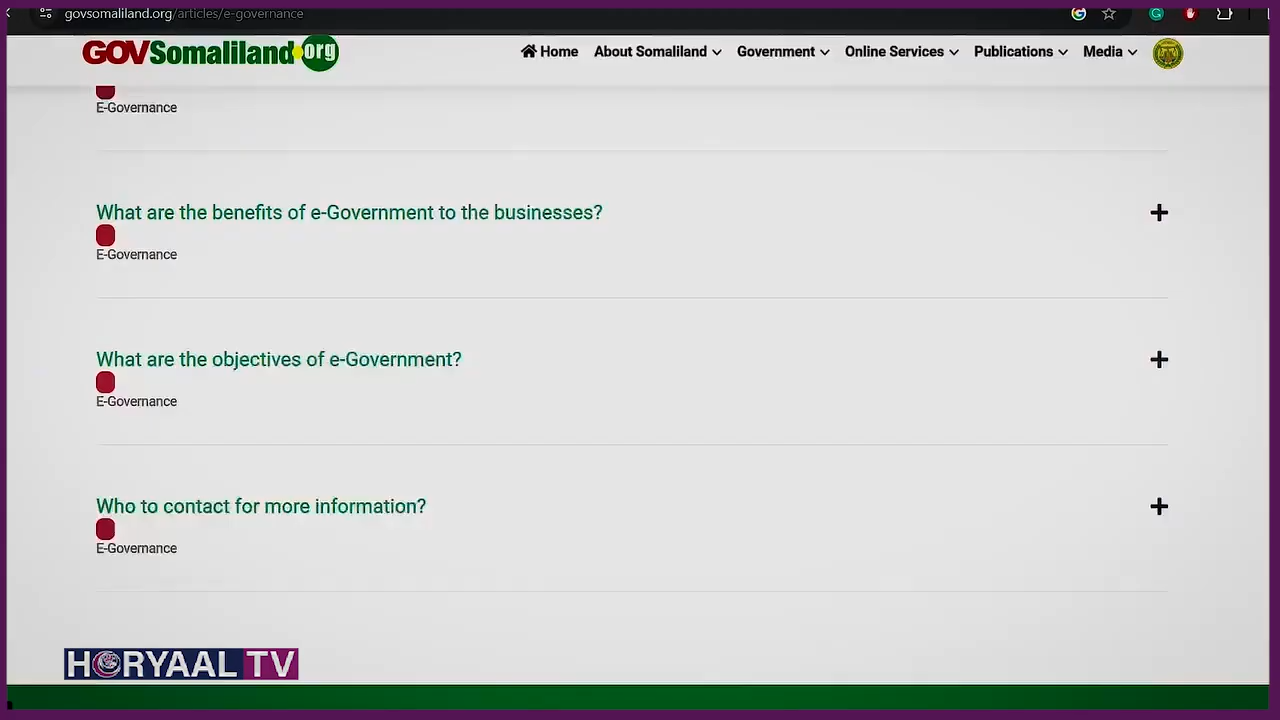 govsomaliland.org/articles/e-governance
GOVSomaliland.org
Home About Somaliland Government Online Services Publications Media
E-Governance
What are the benefits of e-Government to the businesses?
E-Governance
What are the objectives of e-Government?
E-Governance
Who to contact for more information?
E-Governance
HORYAAL TV